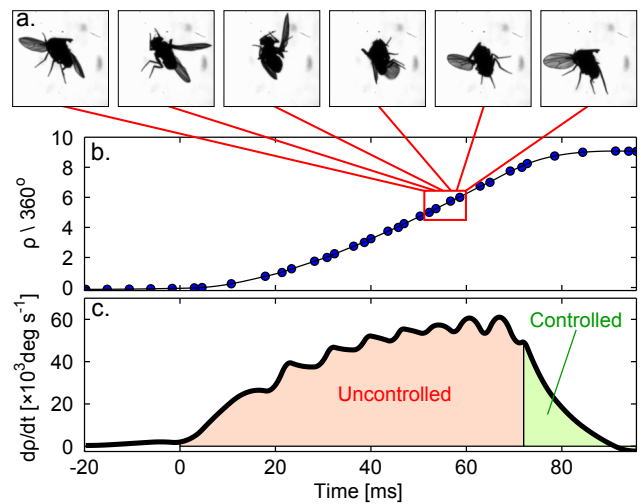 a.
b.
10
8
6
4
2
0
ρ \ 360°
c.
60
40
20
0
dρ/dt [×10³deg s⁻¹]
Controlled
Uncontrolled
-20 0 20 40 60 80
Time [ms]